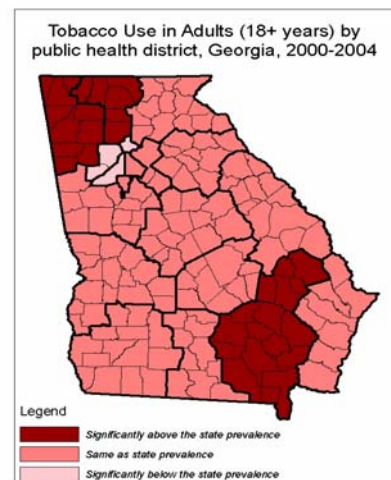 Tobacco Use in Adults (18+ years) by
public health district, Georgia, 2000-2004
Legend
Significantly above the state prevalence
Same as state prevalence
Significantly below the state prevalence